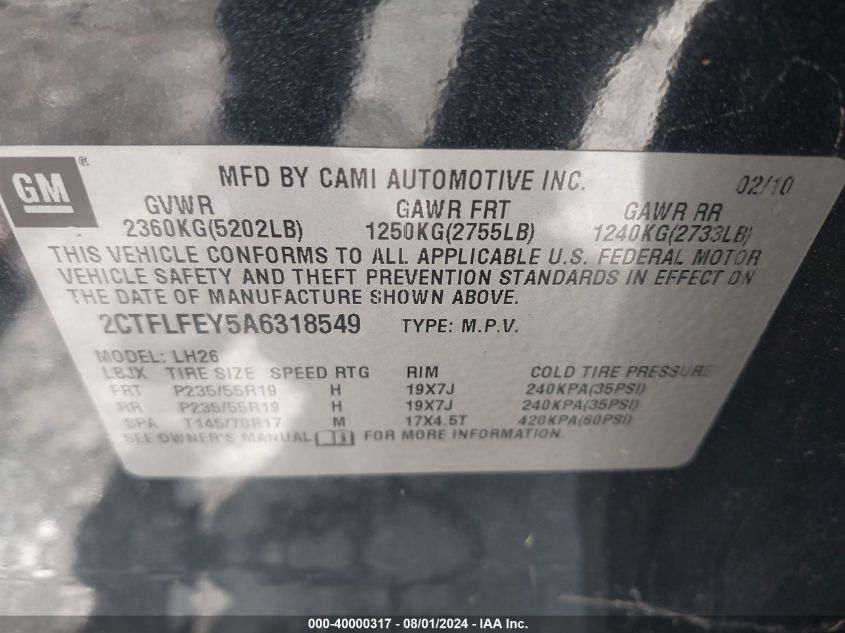 GM®
MFD BY CAMI AUTOMOTIVE INC. 02/10
GVWR GAWR FRT GAWR RR
2360KG(5202LB) 1250KG(2755LB) 1240KG(2733LB)
THIS VEHICLE CONFORMS TO ALL APPLICABLE U.S. FEDERAL MOTOR
VEHICLE SAFETY AND THEFT PREVENTION STANDARDS IN EFFECT ON
THE DATE OF MANUFACTURE SHOWN ABOVE.
2CTFLFEY5A6318549 TYPE: M.P.V.
MODEL: LH26
LBJX TIRE SIZE SPEED RTG RIM COLD TIRE PRESSURE
FRT P235/55R19 H 19X7J 240KPA(35PSI)
RR P235/55R19 H 19X7J 240KPA(35PSI)
SPA T145/70R17 M 17X4.5T 420KPA(60PSI)
SEE OWNER'S MANUAL FOR MORE INFORMATION.
000-40000317 - 08/01/2024 - IAA Inc.